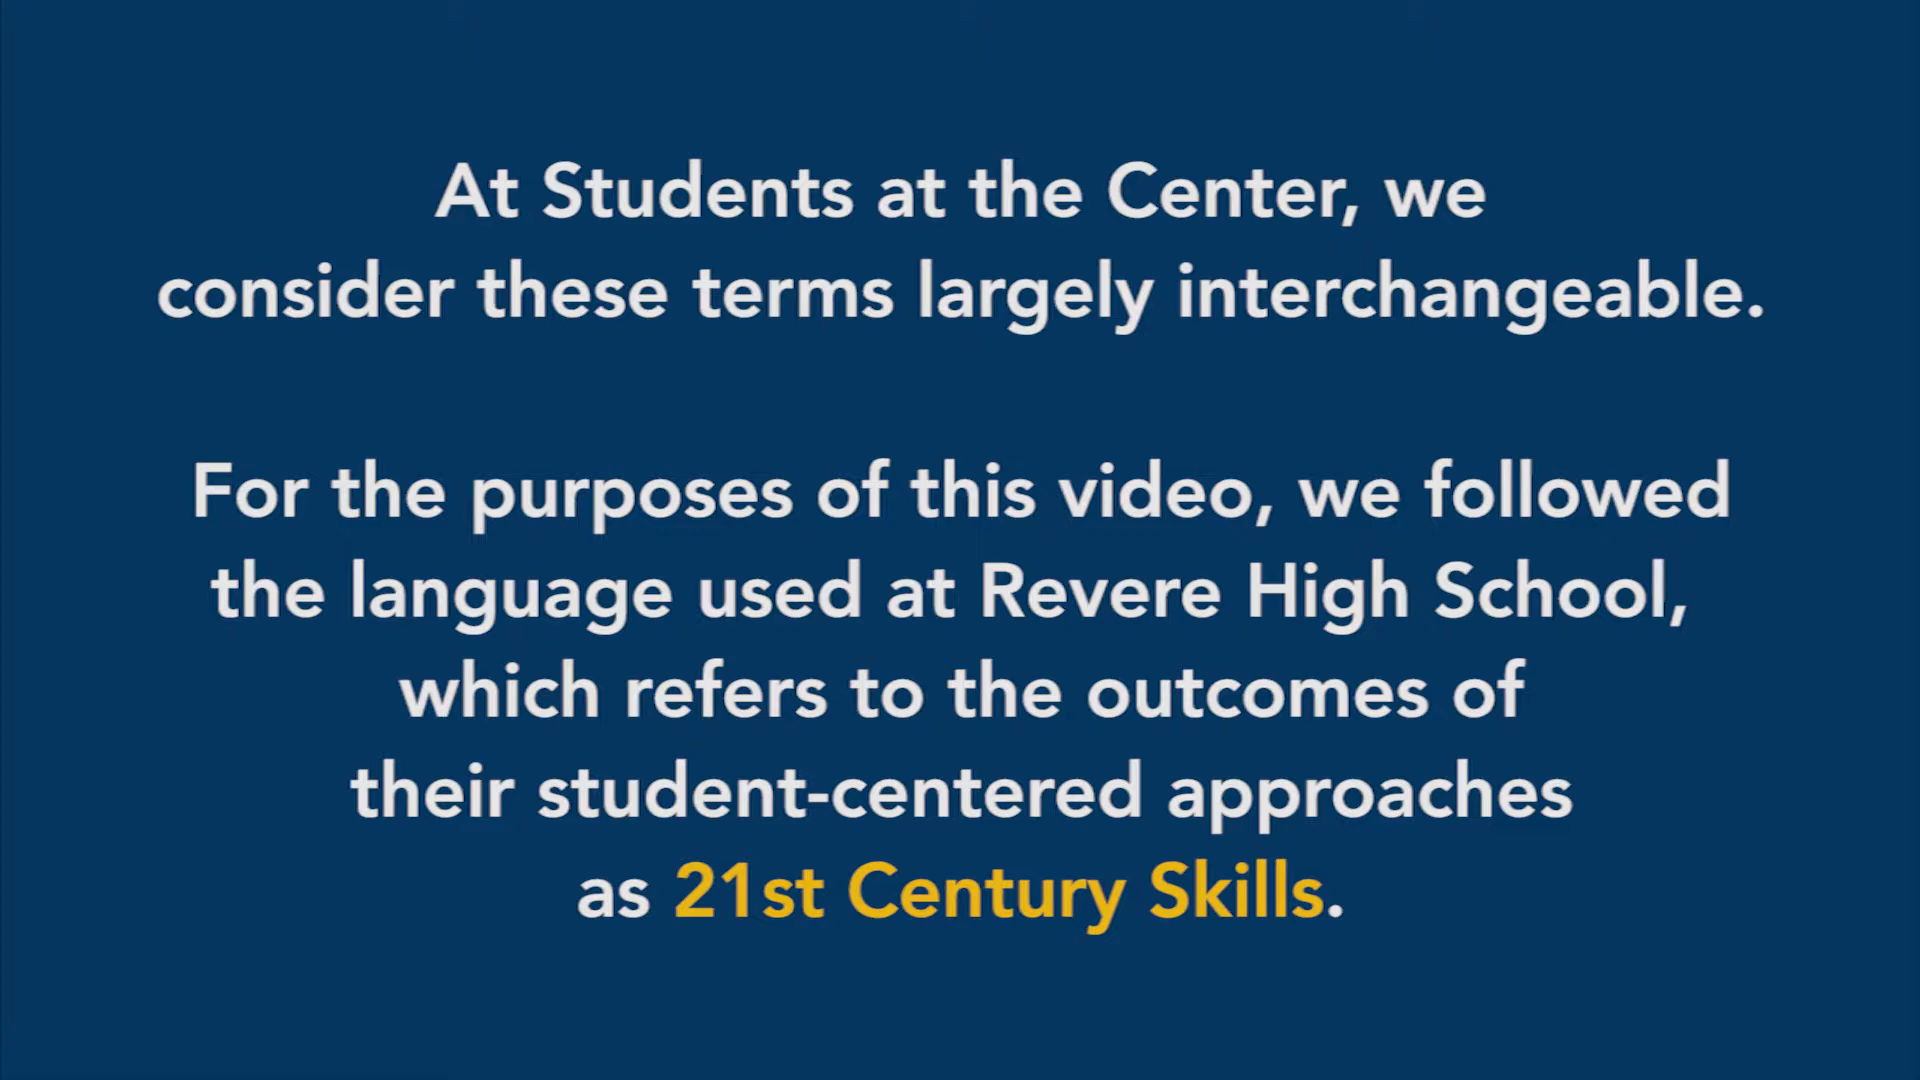 At Students at the Center, we
consider these terms largely interchangeable.
For the purposes of this video, we followed
the language used at Revere High School,
which refers to the outcomes of
their student-centered approaches
as 21st Century Skills.